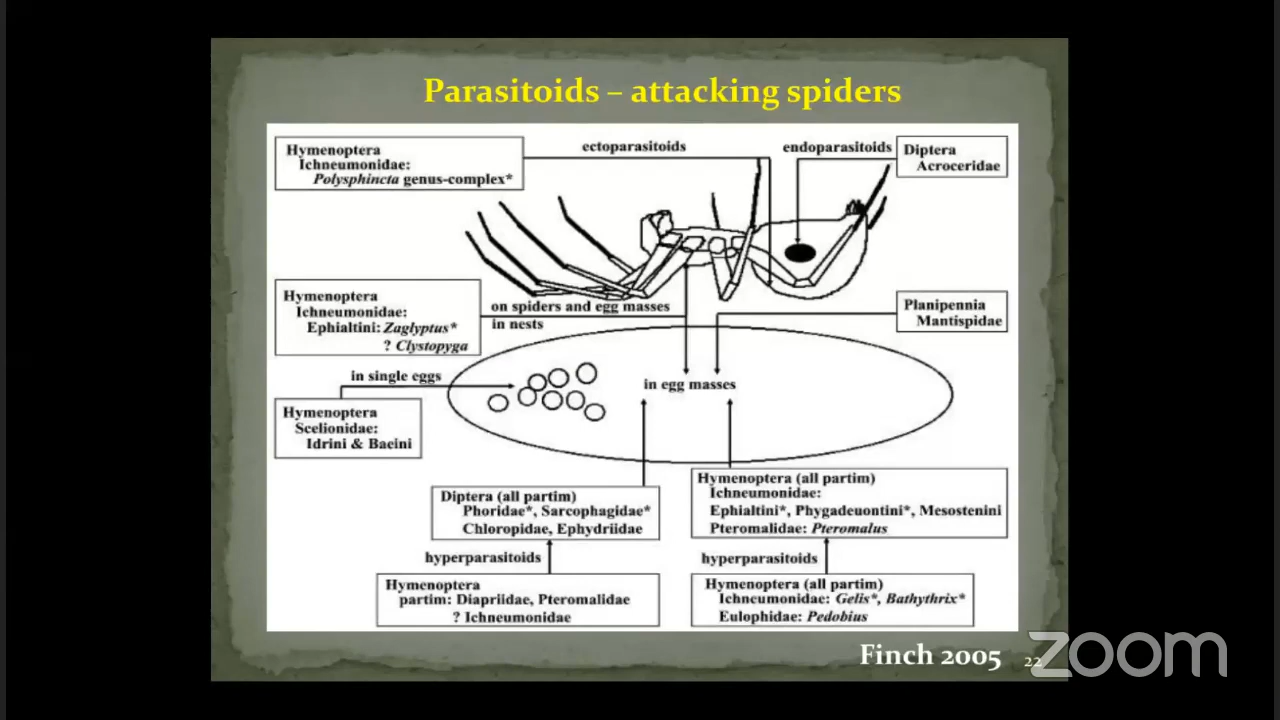 Parasitoids – attacking spiders
Hymenoptera
Ichneumonidae:
Polysphincta genus-complex*
ectoparasitoids
endoparasitoids
Diptera
Acroceridae
Hymenoptera
Ichneumonidae:
Ephialtini: Zaglyptus*
? Clystopyga
on spiders and egg masses
in nests
Planipennia
Mantispidae
in single eggs
in egg masses
Hymenoptera
Scelionidae:
Idrini & Bacini
Diptera (all partim)
Phoridae*, Sarcophagidae*
Chloropidae, Ephydriidae
Hymenoptera (all partim)
Ichneumonidae:
Ephialtini*, Phygadeuontini*, Mesostenini
Pteromalidae: Pteromalus
hyperparasitoids
hyperparasitoids
Hymenoptera
partim: Diapriidae, Pteromalidae
? Ichneumonidae
Hymenoptera (all partim)
Ichneumonidae: Gelis*, Bathythrix*
Eulophidae: Pedobius
Finch 2005
22
zoom